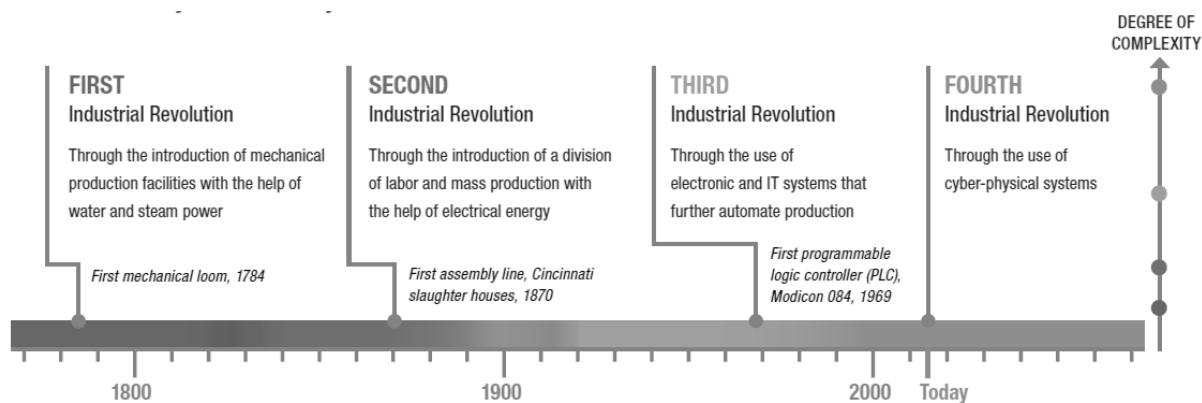 DEGREE OF
COMPLEXITY
FIRST
Industrial Revolution
Through the introduction of mechanical
production facilities with the help of
water and steam power
First mechanical loom, 1784
SECOND
Industrial Revolution
Through the introduction of a division
of labor and mass production with
the help of electrical energy
First assembly line, Cincinnati
slaughter houses, 1870
THIRD
Industrial Revolution
Through the use of
electronic and IT systems that
further automate production
First programmable
logic controller (PLC),
Modicon 084, 1969
FOURTH
Industrial Revolution
Through the use of
cyber-physical systems
1800
1900
2000
Today